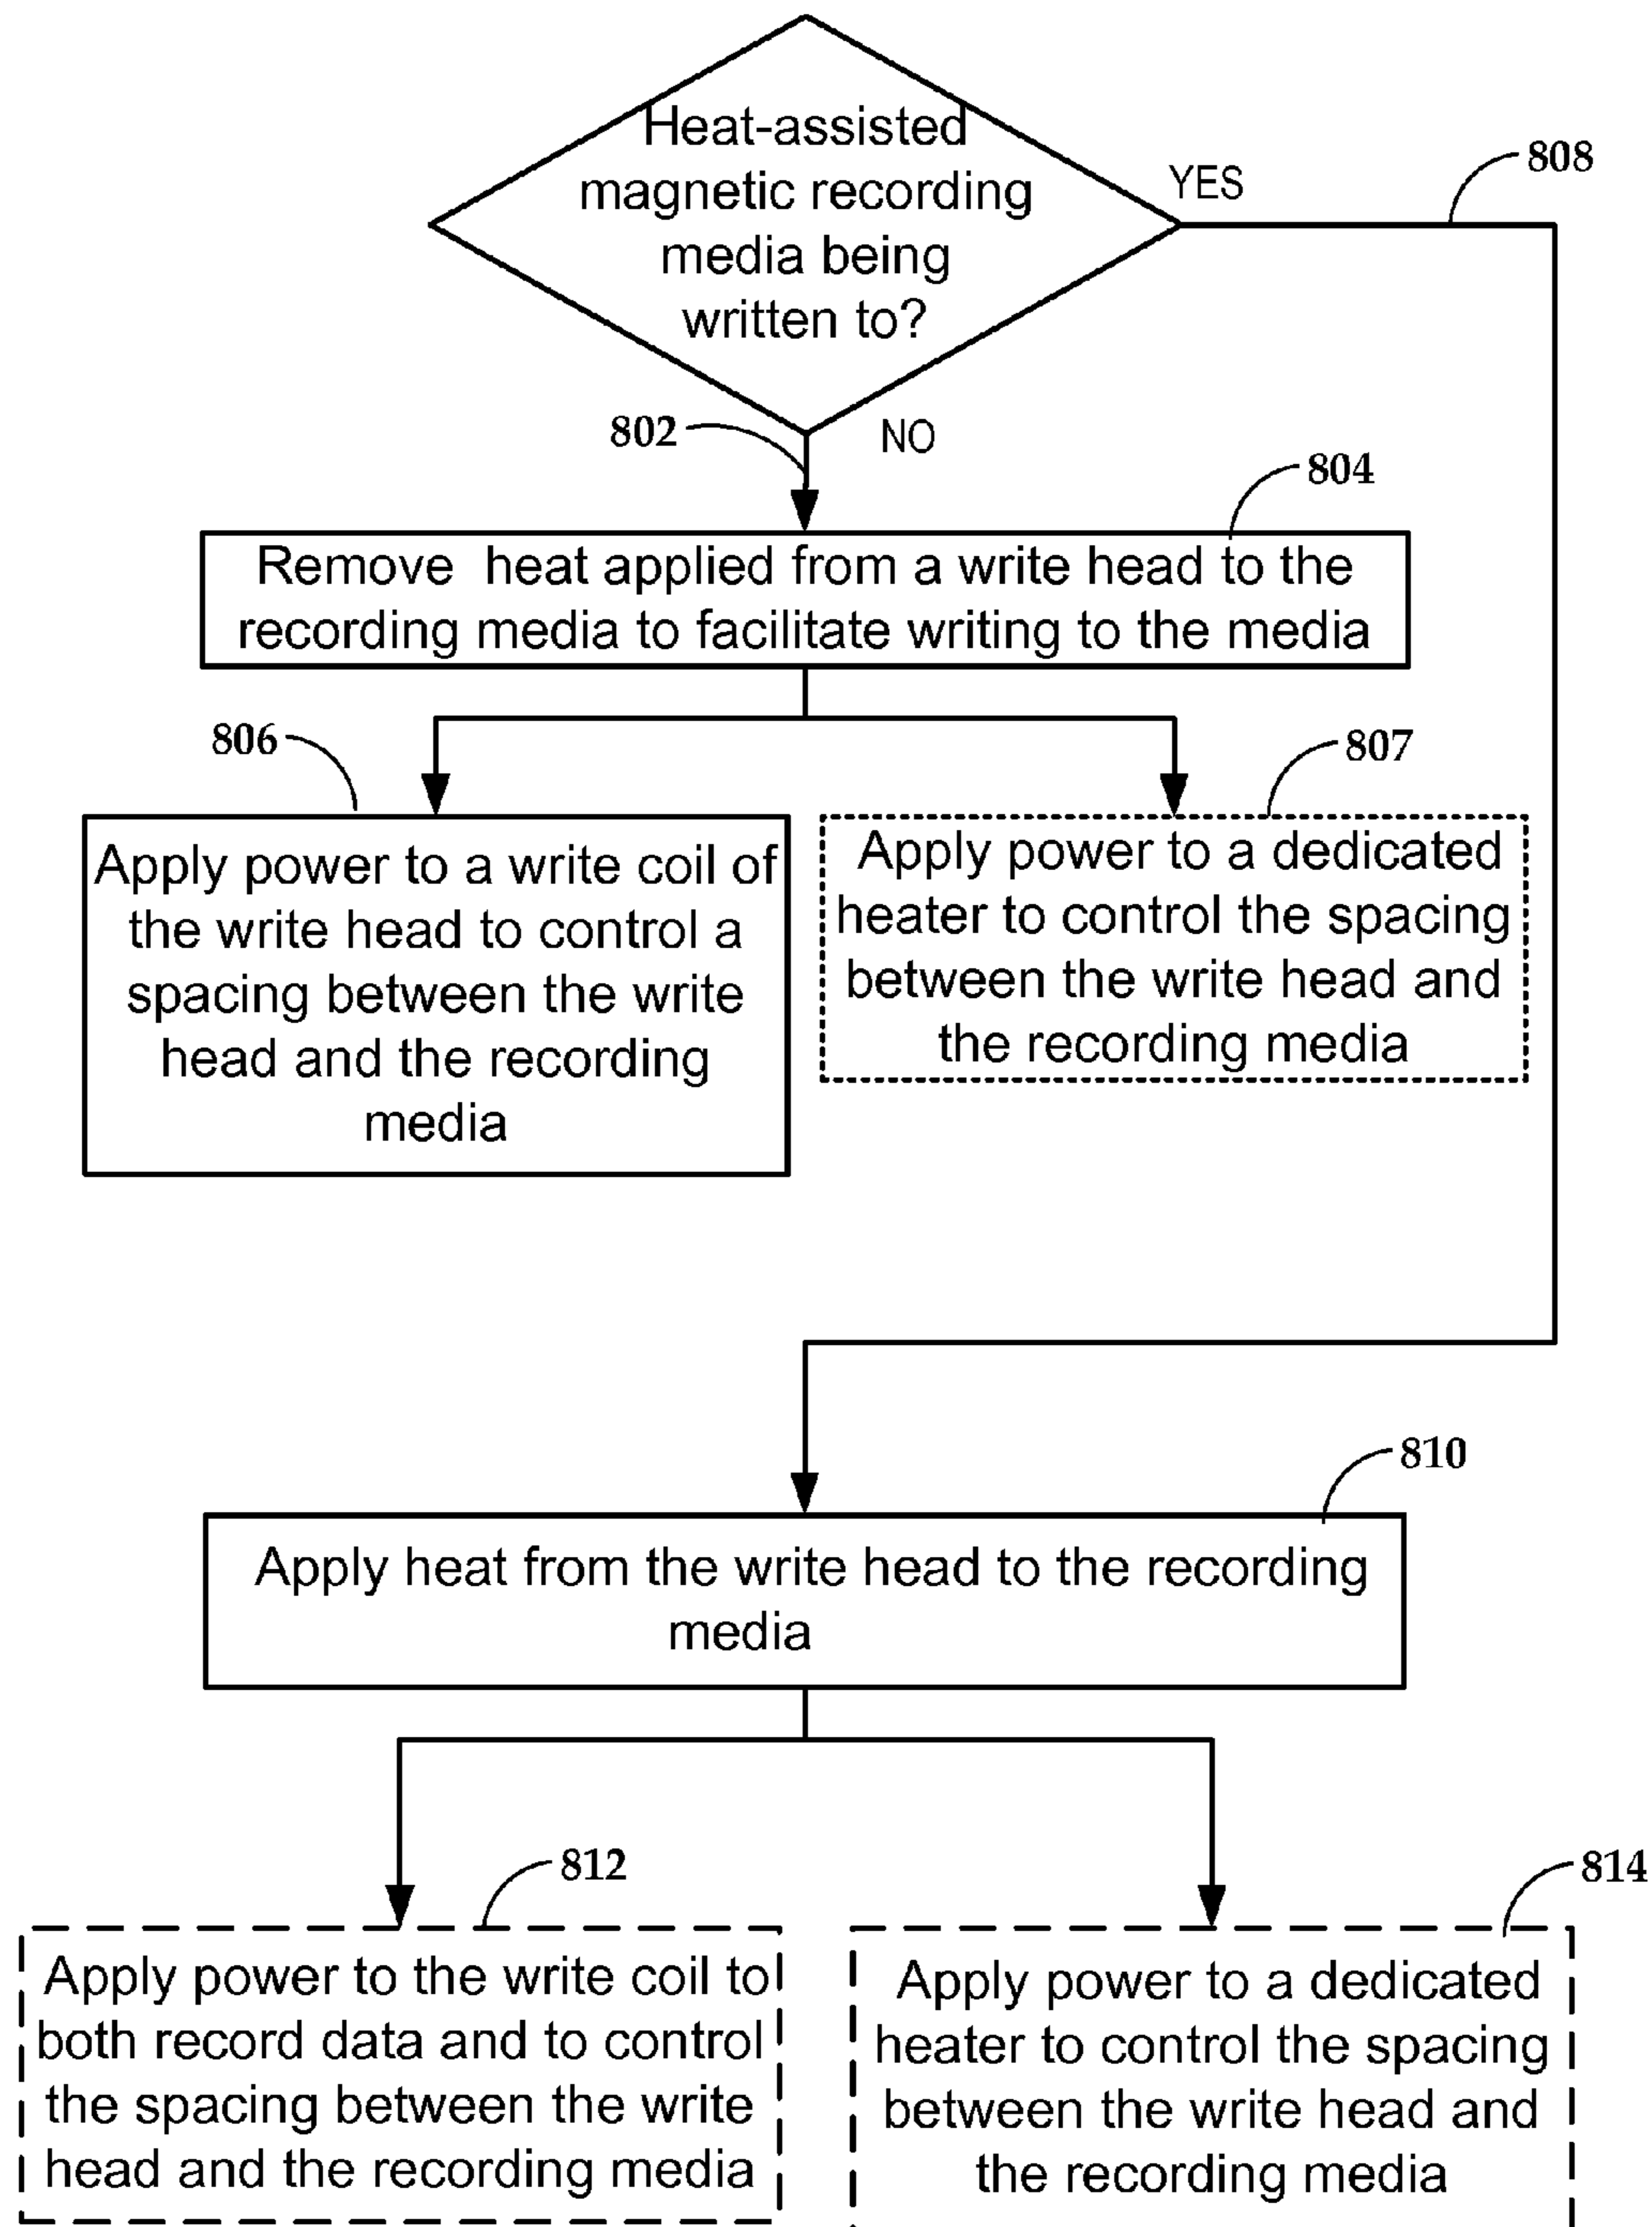 Heat-assisted
magnetic recording
media being
written to?
YES
808
802
NO
804
Remove heat applied from a write head to the
recording media to facilitate writing to the media
806
807
Apply power to a write coil of
the write head to control a
spacing between the write
head and the recording
media
Apply power to a dedicated
heater to control the spacing
between the write head and
the recording media
810
Apply heat from the write head to the recording
media
812
814
Apply power to the write coil to
both record data and to control
the spacing between the write
head and the recording media
Apply power to a dedicated
heater to control the spacing
between the write head and
the recording media